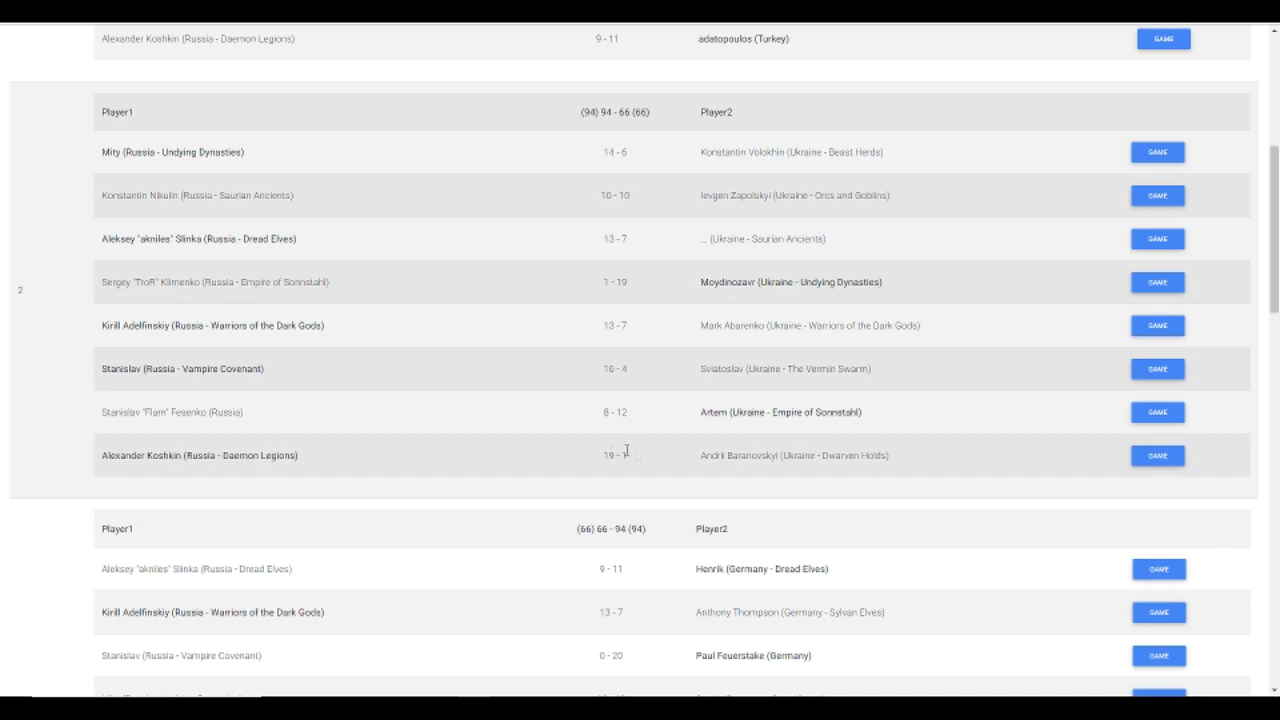 Alexander Koshkin (Russia - Daemon Legions) 9 - 11 adatopoulos (Turkey) GAME
Player1 (94) 94 - 66 (66) Player2
Mity (Russia - Undying Dynasties) 14 - 6 Konstantin Volokhin (Ukraine - Beast Herds) GAME
Konstantin Nikulin (Russia - Saurian Ancients) 10 - 10 Ievgen Zapolskyi (Ukraine - Orcs and Goblins) GAME
Aleksey "akniles" Slinka (Russia - Dread Elves) 13 - 7 ... (Ukraine - Saurian Ancients) GAME
2
Sergey "TroR" Klimenko (Russia - Empire of Sonnstahl) 1 - 19 Moydinozavr (Ukraine - Undying Dynasties) GAME
Kirill Adelfinskiy (Russia - Warriors of the Dark Gods) 13 - 7 Mark Abarenko (Ukraine - Warriors of the Dark Gods) GAME
Stanislav (Russia - Vampire Covenant) 16 - 4 Sviatoslav (Ukraine - The Vermin Swarm) GAME
Stanislav "Flam" Fesenko (Russia) 8 - 12 Artem (Ukraine - Empire of Sonnstahl) GAME
Alexander Koshkin (Russia - Daemon Legions) 19 - 1 Andrii Baranovskyi (Ukraine - Dwarven Holds) GAME
Player1 (66) 66 - 94 (94) Player2
Aleksey "akniles" Slinka (Russia - Dread Elves) 9 - 11 Henrik (Germany - Dread Elves) GAME
Kirill Adelfinskiy (Russia - Warriors of the Dark Gods) 13 - 7 Anthony Thompson (Germany - Sylvan Elves) GAME
Stanislav (Russia - Vampire Covenant) 0 - 20 Paul Feuerstake (Germany) GAME